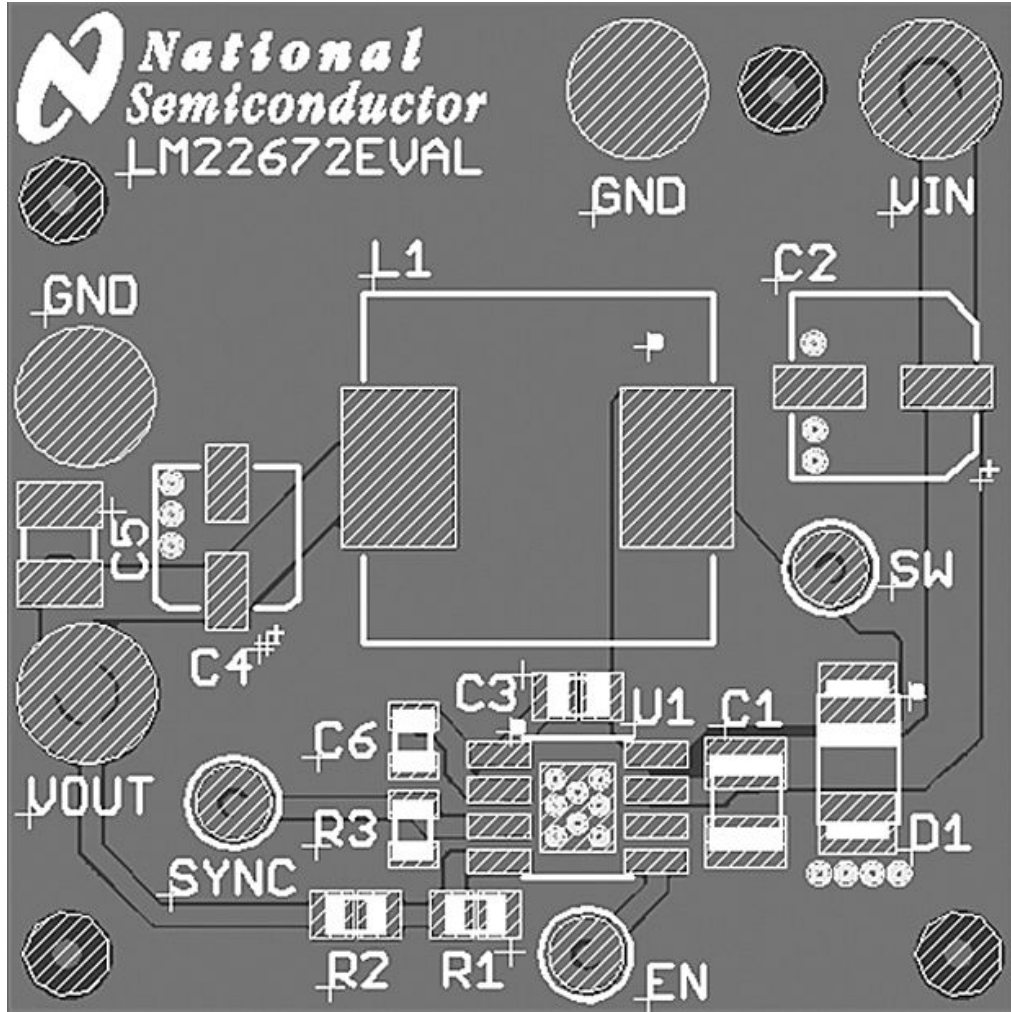 National
Semiconductor
LM22672EVAL
GND
VIN
L1
C2
GND
C5
SW
C4
C3
U1
C1
C6
VOUT
R3
D1
SYNC
R2
R1
EN